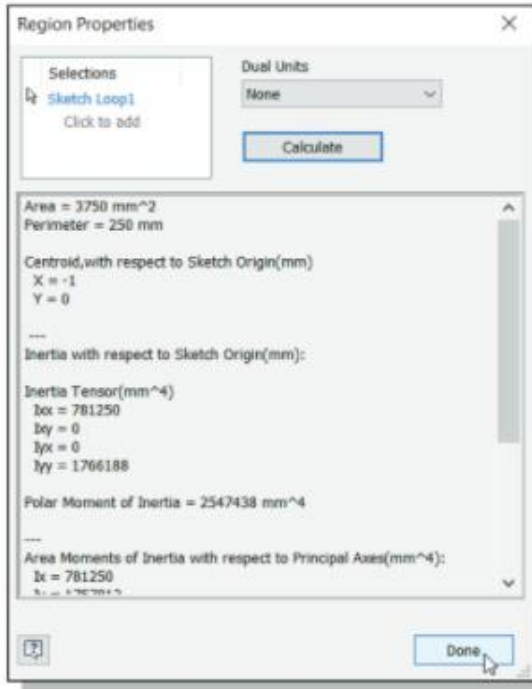 Region Properties
Selections
Dual Units
Sketch Loop1
None
Click to add
Calculate
Area = 3750 mm^2
Perimeter = 250 mm
Centroid,with respect to Sketch Origin(mm)
X = -1
Y = 0
---
Inertia with respect to Sketch Origin(mm):
Inertia Tensor(mm^4)
Ixx = 781250
Ixy = 0
Iyx = 0
Iyy = 1766188
Polar Moment of Inertia = 2547438 mm^4
---
Area Moments of Inertia with respect to Principal Axes(mm^4):
Ix = 781250
Done